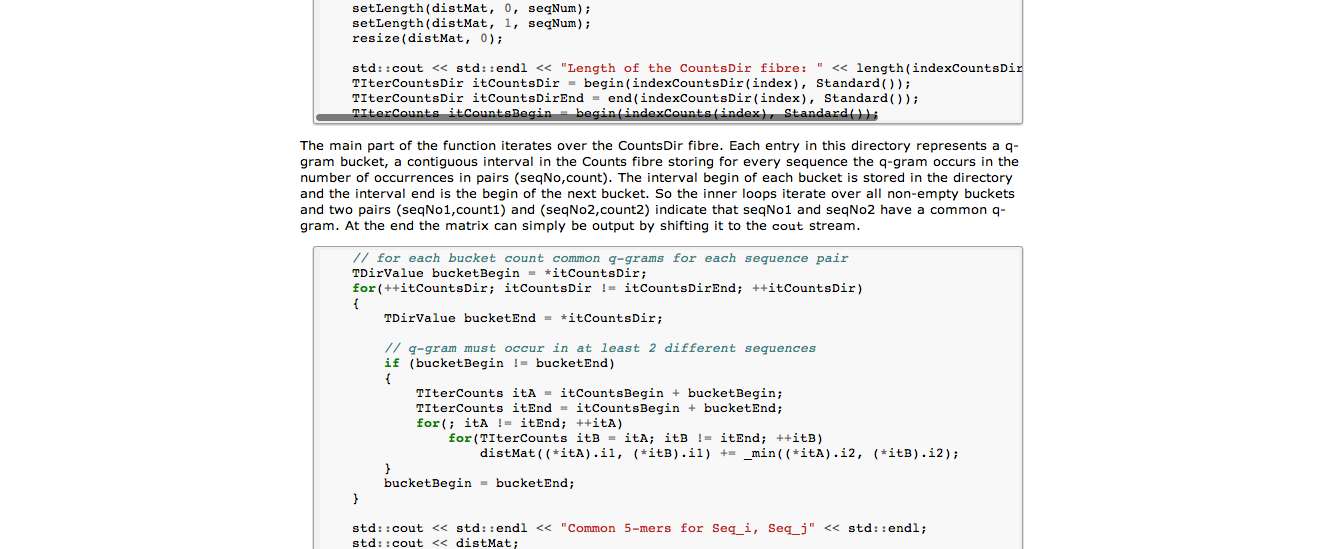 setLength(distMat, 0, seqNum);
setLength(distMat, 1, seqNum);
resize(distMat, 0);
std::cout << std::endl << "Length of the CountsDir fibre: " << length(indexCountsDir
TIterCountsDir itCountsDir = begin(indexCountsDir(index), Standard());
TIterCountsDir itCountsDirEnd = end(indexCountsDir(index), Standard());
TIterCounts itCountsBegin = begin(indexCounts(index), Standard());
The main part of the function iterates over the CountsDir fibre. Each entry in this directory represents a q-
gram bucket, a contiguous interval in the Counts fibre storing for every sequence the q-gram occurs in the
number of occurrences in pairs (seqNo,count). The interval begin of each bucket is stored in the directory
and the interval end is the begin of the next bucket. So the inner loops iterate over all non-empty buckets
and two pairs (seqNo1,count1) and (seqNo2,count2) indicate that seqNo1 and seqNo2 have a common q-
gram. At the end the matrix can simply be output by shifting it to the cout stream.
// for each bucket count common q-grams for each sequence pair
TDirValue bucketBegin = *itCountsDir;
for(++itCountsDir; itCountsDir != itCountsDirEnd; ++itCountsDir)
{
TDirValue bucketEnd = *itCountsDir;
// q-gram must occur in at least 2 different sequences
if (bucketBegin != bucketEnd)
{
TIterCounts itA = itCountsBegin + bucketBegin;
TIterCounts itEnd = itCountsBegin + bucketEnd;
for(; itA != itEnd; ++itA)
for(TIterCounts itB = itA; itB != itEnd; ++itB)
distMat((*itA).i1, (*itB).i1) += _min((*itA).i2, (*itB).i2);
}
bucketBegin = bucketEnd;
}
std::cout << std::endl << "Common 5-mers for Seq_i, Seq_j" << std::endl;
std::cout << distMat;